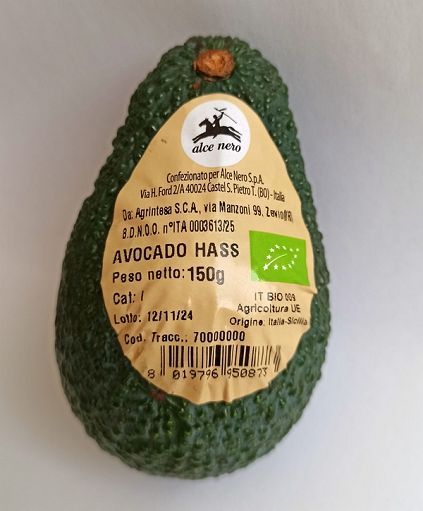 alce nero
Confezionato per Alce Nero S.p.A.
Via H. Ford 2/A 40024 Castel S. Pietro T. (BO) - Italia
Da: Agrintesa S.C.A., via Manzoni 99,
B.D.N.O.O. n°ITA 0003613/25
AVOCADO HASS
Peso netto: 150g
Cat: I
IT BIO 009
Agricoltura UE
Lotto: 12/11/24
Origine: Italia-Sicilia
Cod. Tracc.: 70000000
8 019796 950873